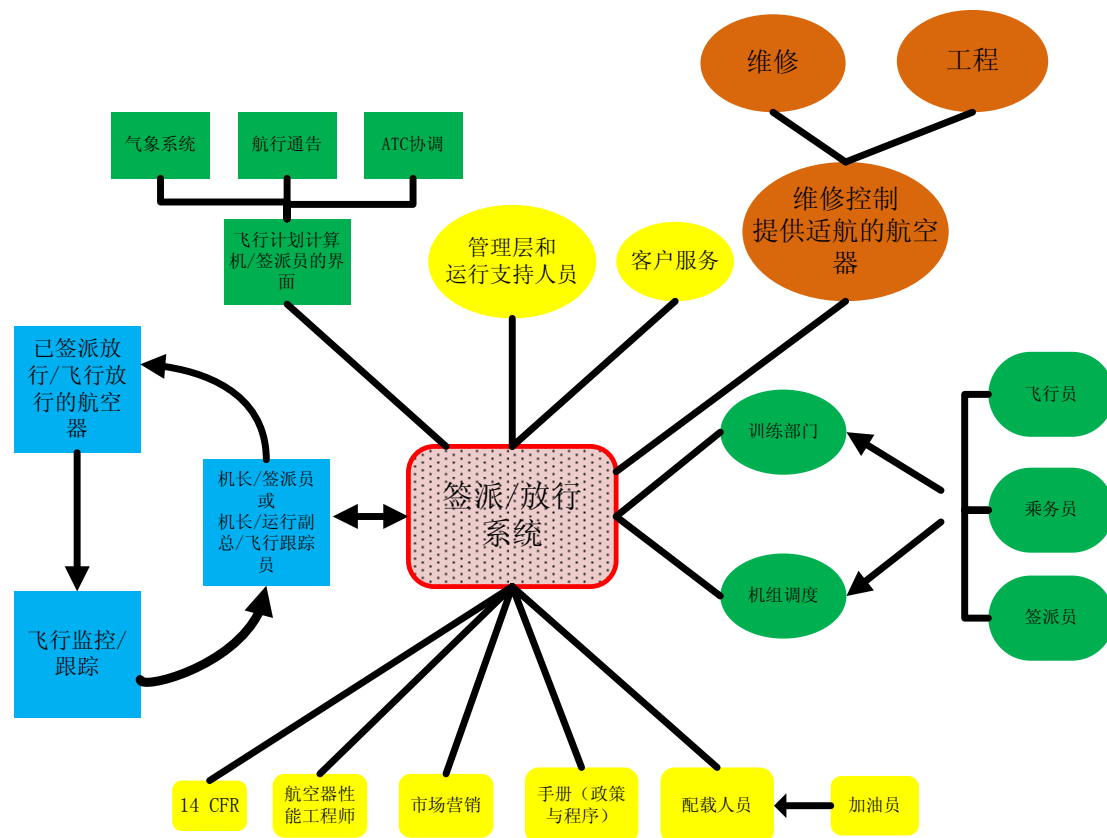 维修
工程
气象系统
航行通告
ATC协调
维修控制
提供适航的航空
器
飞行计划计算
机/签派员的界
面
管理层和
运行支持人员
客户服务
已签派放
行/飞行放
行的航空
器
飞行员
训练部门
机长/签派员
或
机长/运行副
总/飞行跟踪
员
签派/放行
系统
乘务员
机组调度
签派员
飞行监控/
跟踪
14 CFR
航空器性
能工程师
市场营销
手册（政策
与程序）
配载人员
加油员